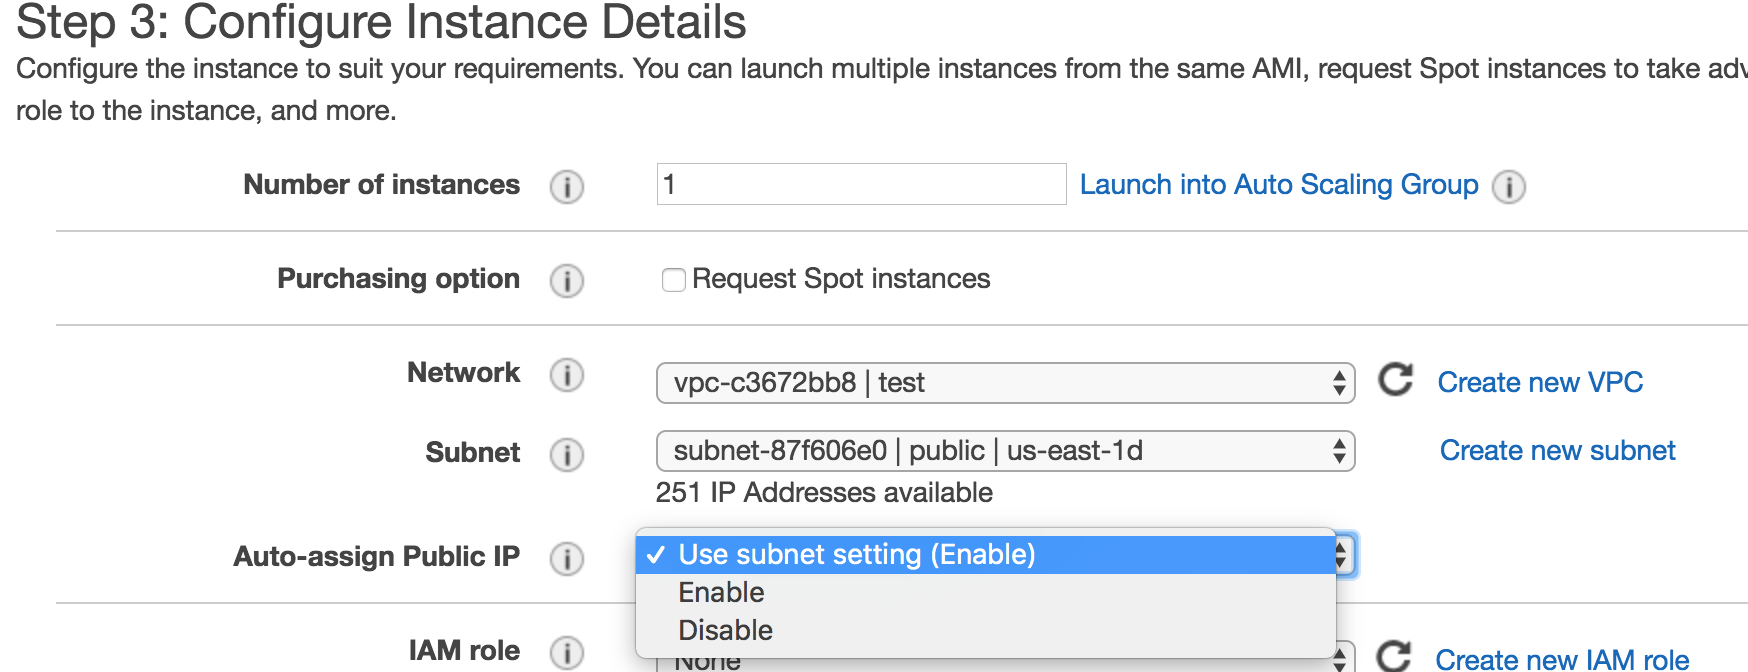 Step 3: Configure Instance Details
Configure the instance to suit your requirements. You can launch multiple instances from the same AMI, request Spot instances to take adv
role to the instance, and more.
Number of instances i 1 Launch into Auto Scaling Group i
Purchasing option i Request Spot instances
Network i vpc-c3672bb8 | test Create new VPC
Subnet i subnet-87f606e0 | public | us-east-1d Create new subnet
251 IP Addresses available
Auto-assign Public IP i ✓ Use subnet setting (Enable)
Enable
Disable
IAM role i None Create new IAM role